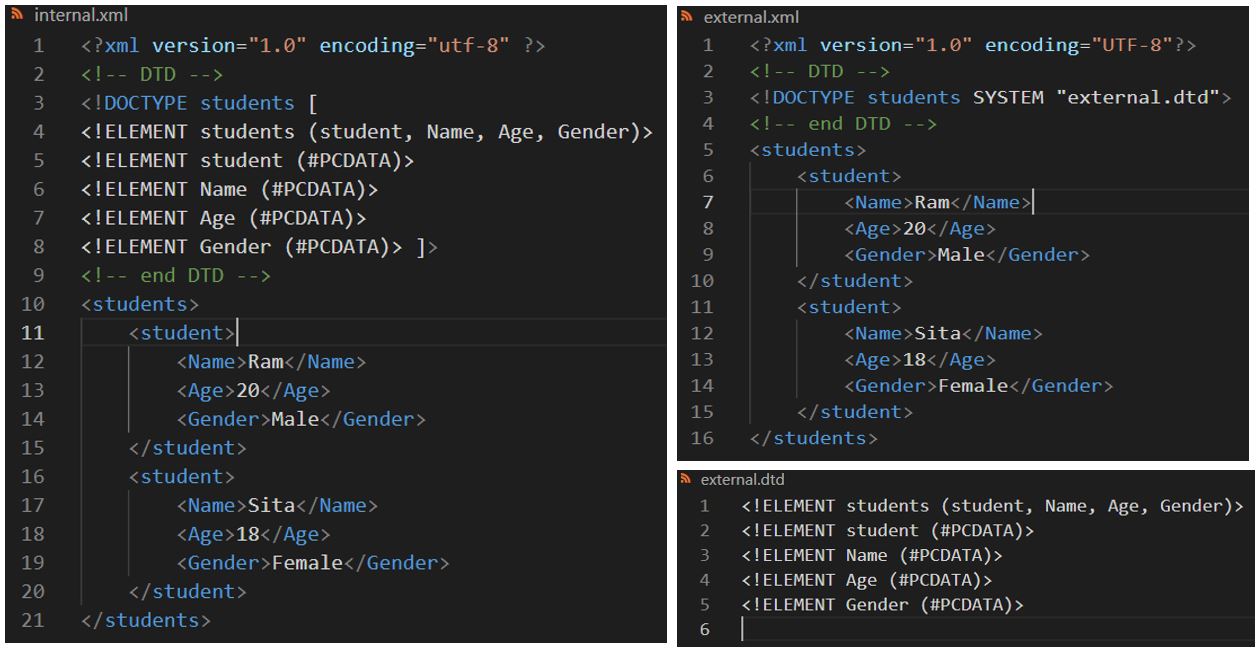 internal.xml
1 <?xml version="1.0" encoding="utf-8" ?>
2 <!-- DTD -->
3 <!DOCTYPE students [
4 <!ELEMENT students (student, Name, Age, Gender)>
5 <!ELEMENT student (#PCDATA)>
6 <!ELEMENT Name (#PCDATA)>
7 <!ELEMENT Age (#PCDATA)>
8 <!ELEMENT Gender (#PCDATA)> ]>
9 <!-- end DTD -->
10 <students>
11     <student>
12         <Name>Ram</Name>
13         <Age>20</Age>
14         <Gender>Male</Gender>
15     </student>
16     <student>
17         <Name>Sita</Name>
18         <Age>18</Age>
19         <Gender>Female</Gender>
20     </student>
21 </students>
external.xml
1 <?xml version="1.0" encoding="UTF-8"?>
2 <!-- DTD -->
3 <!DOCTYPE students SYSTEM "external.dtd">
4 <!-- end DTD -->
5 <students>
6     <student>
7         <Name>Ram</Name>
8         <Age>20</Age>
9         <Gender>Male</Gender>
10     </student>
11     <student>
12         <Name>Sita</Name>
13         <Age>18</Age>
14         <Gender>Female</Gender>
15     </student>
16 </students>
external.dtd
1 <!ELEMENT students (student, Name, Age, Gender)>
2 <!ELEMENT student (#PCDATA)>
3 <!ELEMENT Name (#PCDATA)>
4 <!ELEMENT Age (#PCDATA)>
5 <!ELEMENT Gender (#PCDATA)>
6